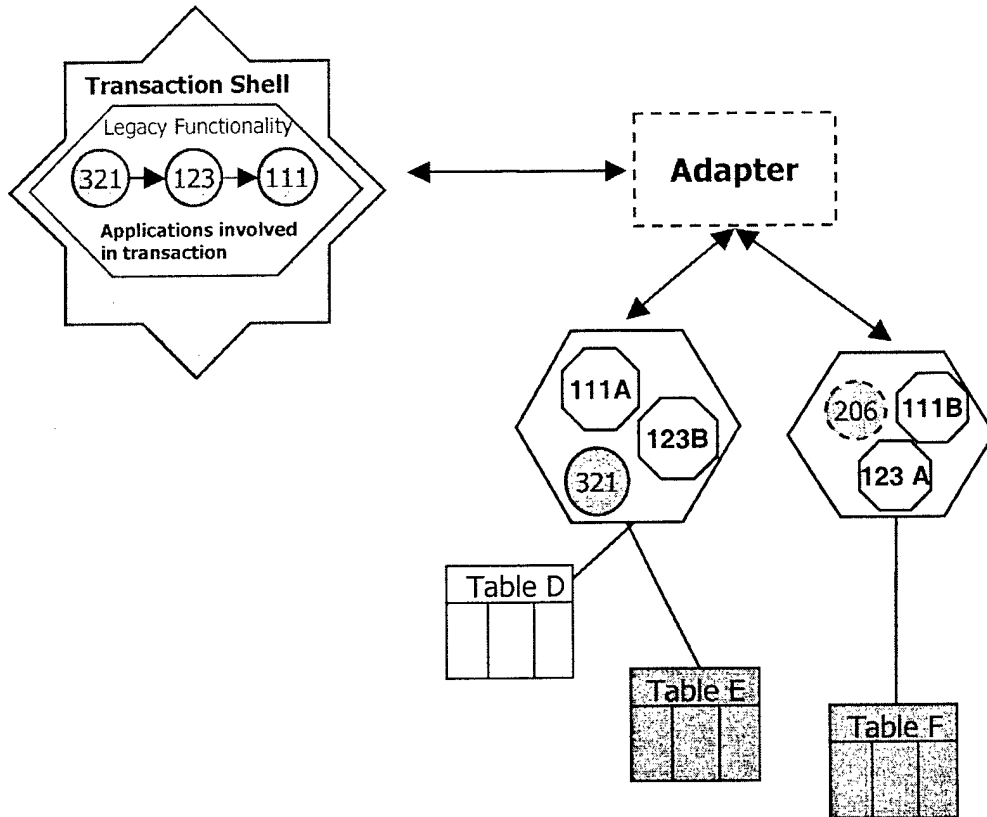 Transaction Shell
Legacy Functionality
321
123
111
Applications involved
in transaction
Adapter
111A
123B
321
206
111B
123 A
Table D
Table E
Table F